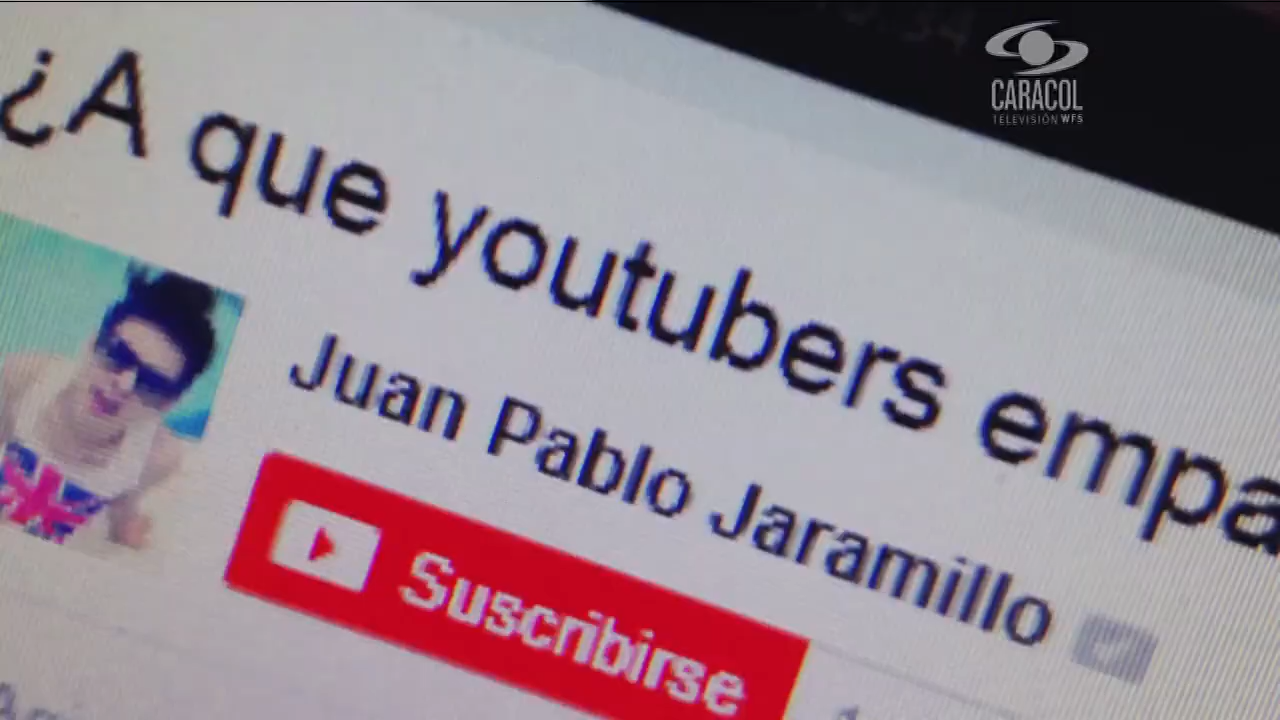 CARACOL
TELEVISIÓN WFS
¿A que youtubers empa
Juan Pablo Jaramillo
Suscribirse